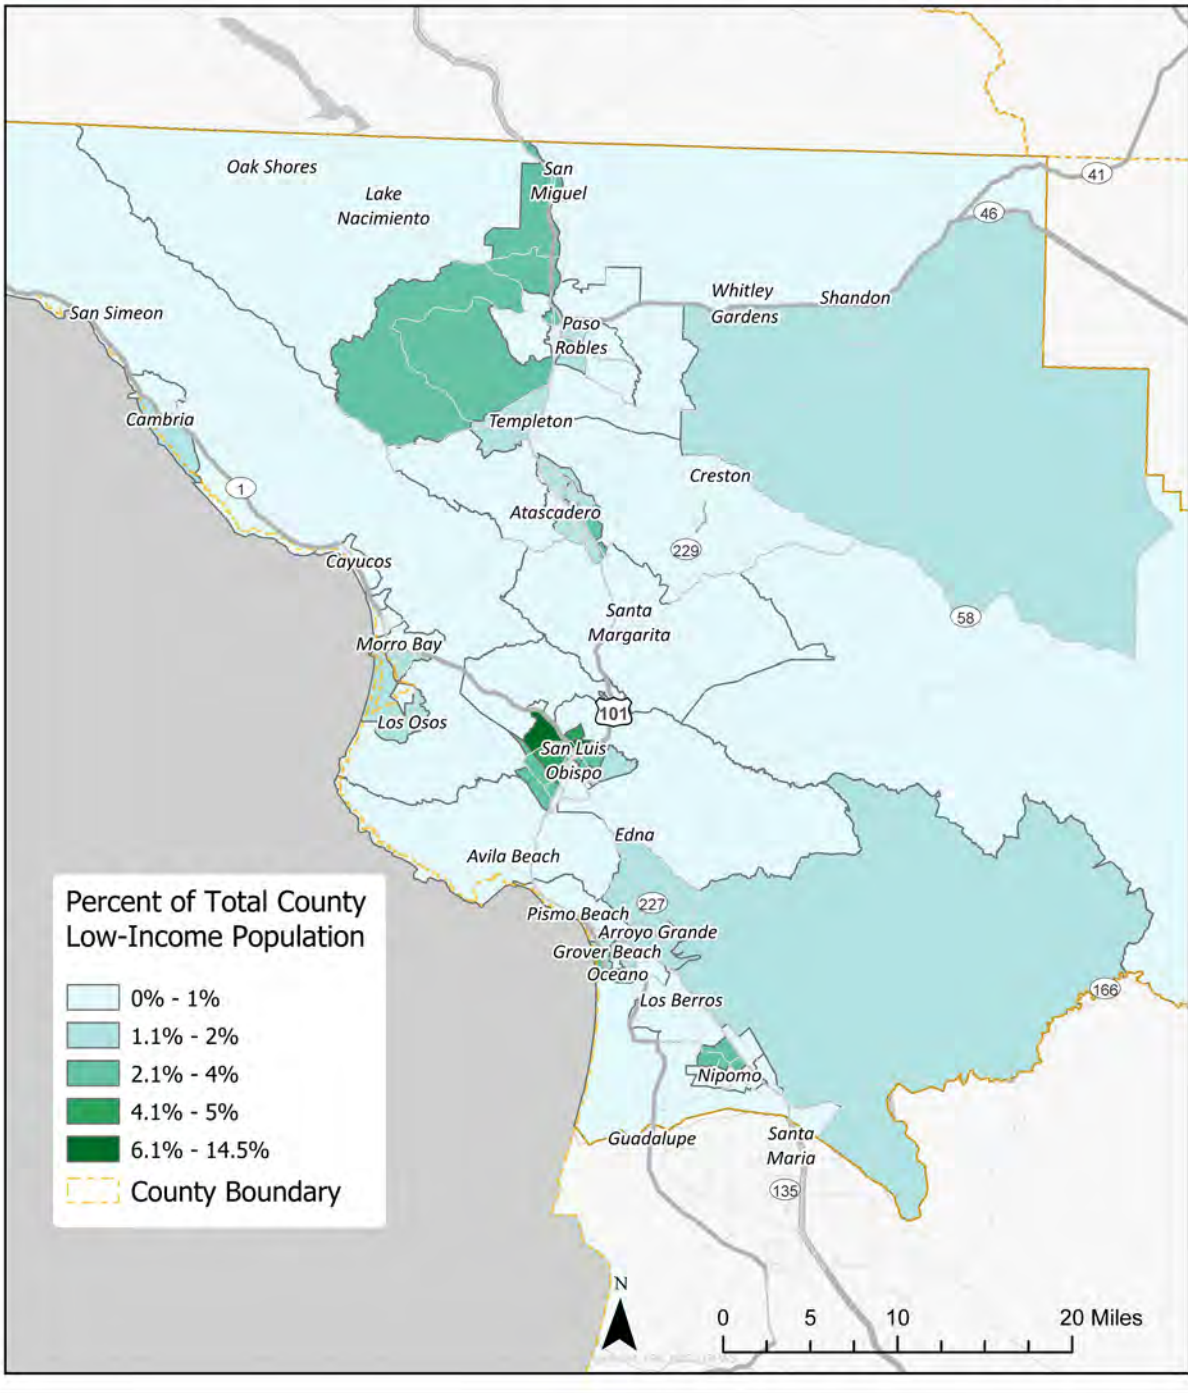 Oak Shores
San
Miguel
Lake
Nacimiento
41
46
San Simeon
Whitley
Gardens
Shandon
Paso
Robles
Cambria
Templeton
Creston
1
Atascadero
229
Cayucos
Santa
Margarita
58
Morro Bay
Los Osos
101
San Luis
Obispo
Edna
Avila Beach
227
Pismo Beach
Arroyo Grande
Grover Beach
Oceano
Los Berros
166
Nipomo
Guadalupe
Santa
Maria
135
Percent of Total County
Low-Income Population
0% - 1%
1.1% - 2%
2.1% - 4%
4.1% - 5%
6.1% - 14.5%
County Boundary
N
0 5 10 20 Miles